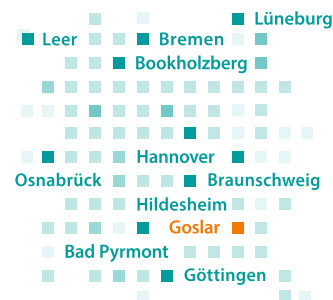 Lüneburg
Leer
Bremen
Bookholzberg
Hannover
Osnabrück
Braunschweig
Hildesheim
Goslar
Bad Pyrmont
Göttingen